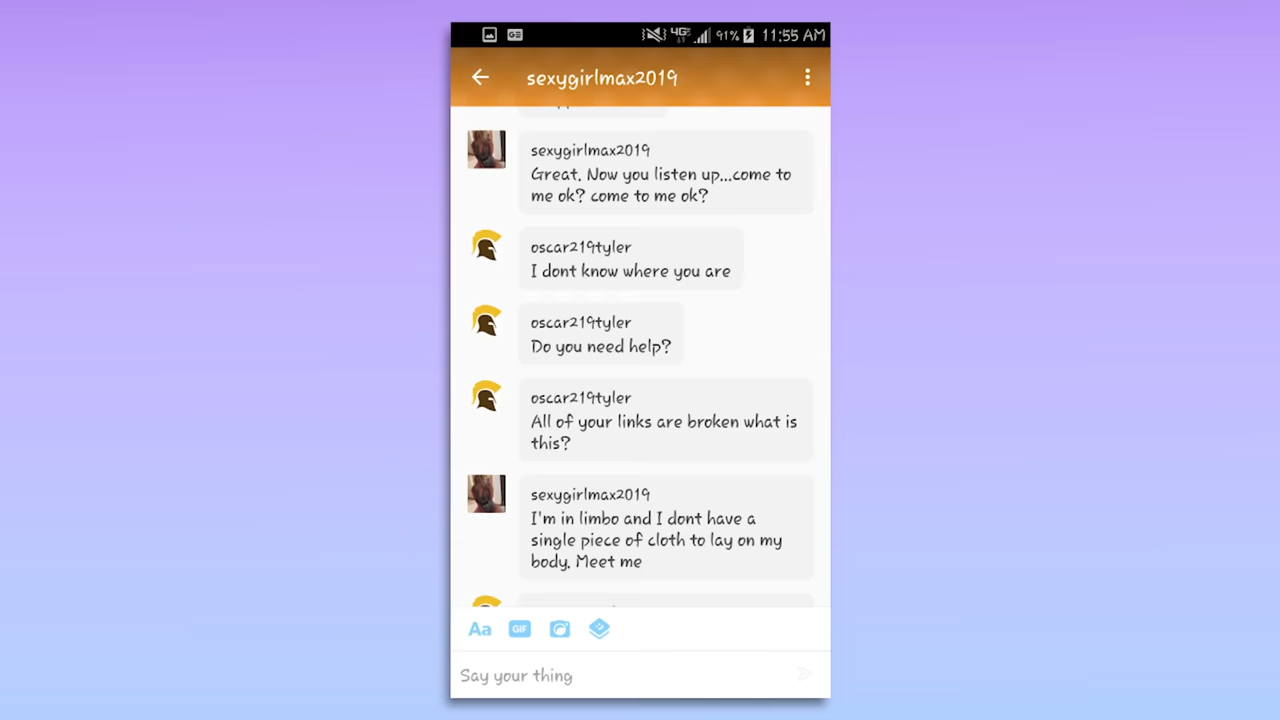 4G
91%
11:55 AM
sexygirlmax2019
sexygirlmax2019
Great. Now you listen up...come to
me ok? come to me ok?
oscar219tyler
I dont know where you are
oscar219tyler
Do you need help?
oscar219tyler
All of your links are broken what is
this?
sexygirlmax2019
I'm in limbo and I dont have a
single piece of cloth to lay on my
body. Meet me
Aa
GIF
Say your thing